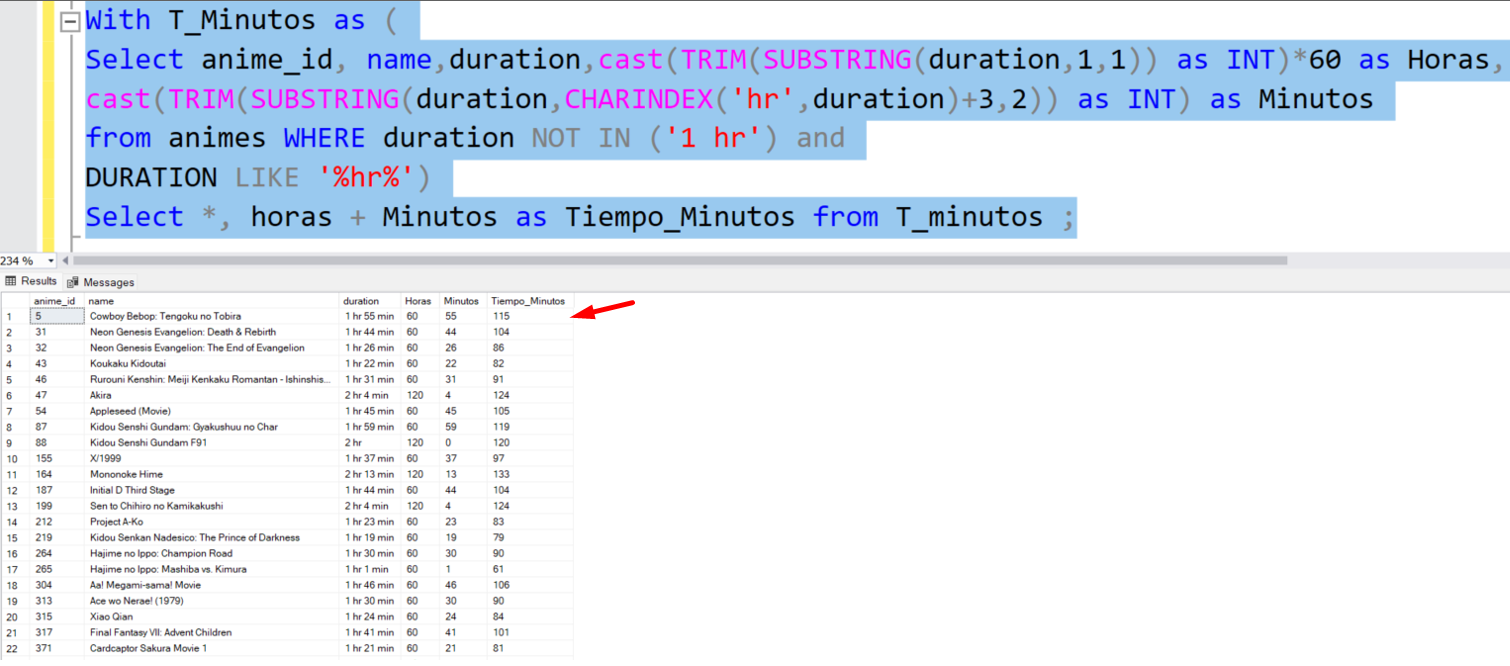 With T_Minutos as (
Select anime_id, name,duration,cast(TRIM(SUBSTRING(duration,1,1)) as INT)*60 as Horas,
cast(TRIM(SUBSTRING(duration,CHARINDEX('hr',duration)+3,2)) as INT) as Minutos
from animes WHERE duration NOT IN ('1 hr') and
DURATION LIKE '%hr%')
Select *, horas + Minutos as Tiempo_Minutos from T_minutos ;
234 %
Results Messages
anime_id name duration Horas Minutos Tiempo_Minutos
1 5 Cowboy Bebop: Tengoku no Tobira 1 hr 55 min 60 55 115
2 31 Neon Genesis Evangelion: Death & Rebirth 1 hr 44 min 60 44 104
3 32 Neon Genesis Evangelion: The End of Evangelion 1 hr 26 min 60 26 86
4 43 Koukaku Kidoutai 1 hr 22 min 60 22 82
5 46 Rurouni Kenshin: Meiji Kenkaku Romantan - Ishinshis... 1 hr 31 min 60 31 91
6 47 Akira 2 hr 4 min 120 4 124
7 54 Appleseed (Movie) 1 hr 45 min 60 45 105
8 87 Kidou Senshi Gundam: Gyakushuu no Char 1 hr 59 min 60 59 119
9 88 Kidou Senshi Gundam F91 2 hr 120 0 120
10 155 X/1999 1 hr 37 min 60 37 97
11 164 Mononoke Hime 2 hr 13 min 120 13 133
12 187 Initial D Third Stage 1 hr 44 min 60 44 104
13 199 Sen to Chihiro no Kamikakushi 2 hr 4 min 120 4 124
14 212 Project A-Ko 1 hr 23 min 60 23 83
15 219 Kidou Senkan Nadesico: The Prince of Darkness 1 hr 19 min 60 19 79
16 264 Hajime no Ippo: Champion Road 1 hr 30 min 60 30 90
17 265 Hajime no Ippo: Mashiba vs. Kimura 1 hr 1 min 60 1 61
18 304 Aa! Megami-sama! Movie 1 hr 46 min 60 46 106
19 313 Ace wo Nerae! (1979) 1 hr 30 min 60 30 90
20 315 Xiao Qian 1 hr 24 min 60 24 84
21 317 Final Fantasy VII: Advent Children 1 hr 41 min 60 41 101
22 371 Cardcaptor Sakura Movie 1 1 hr 21 min 60 21 81